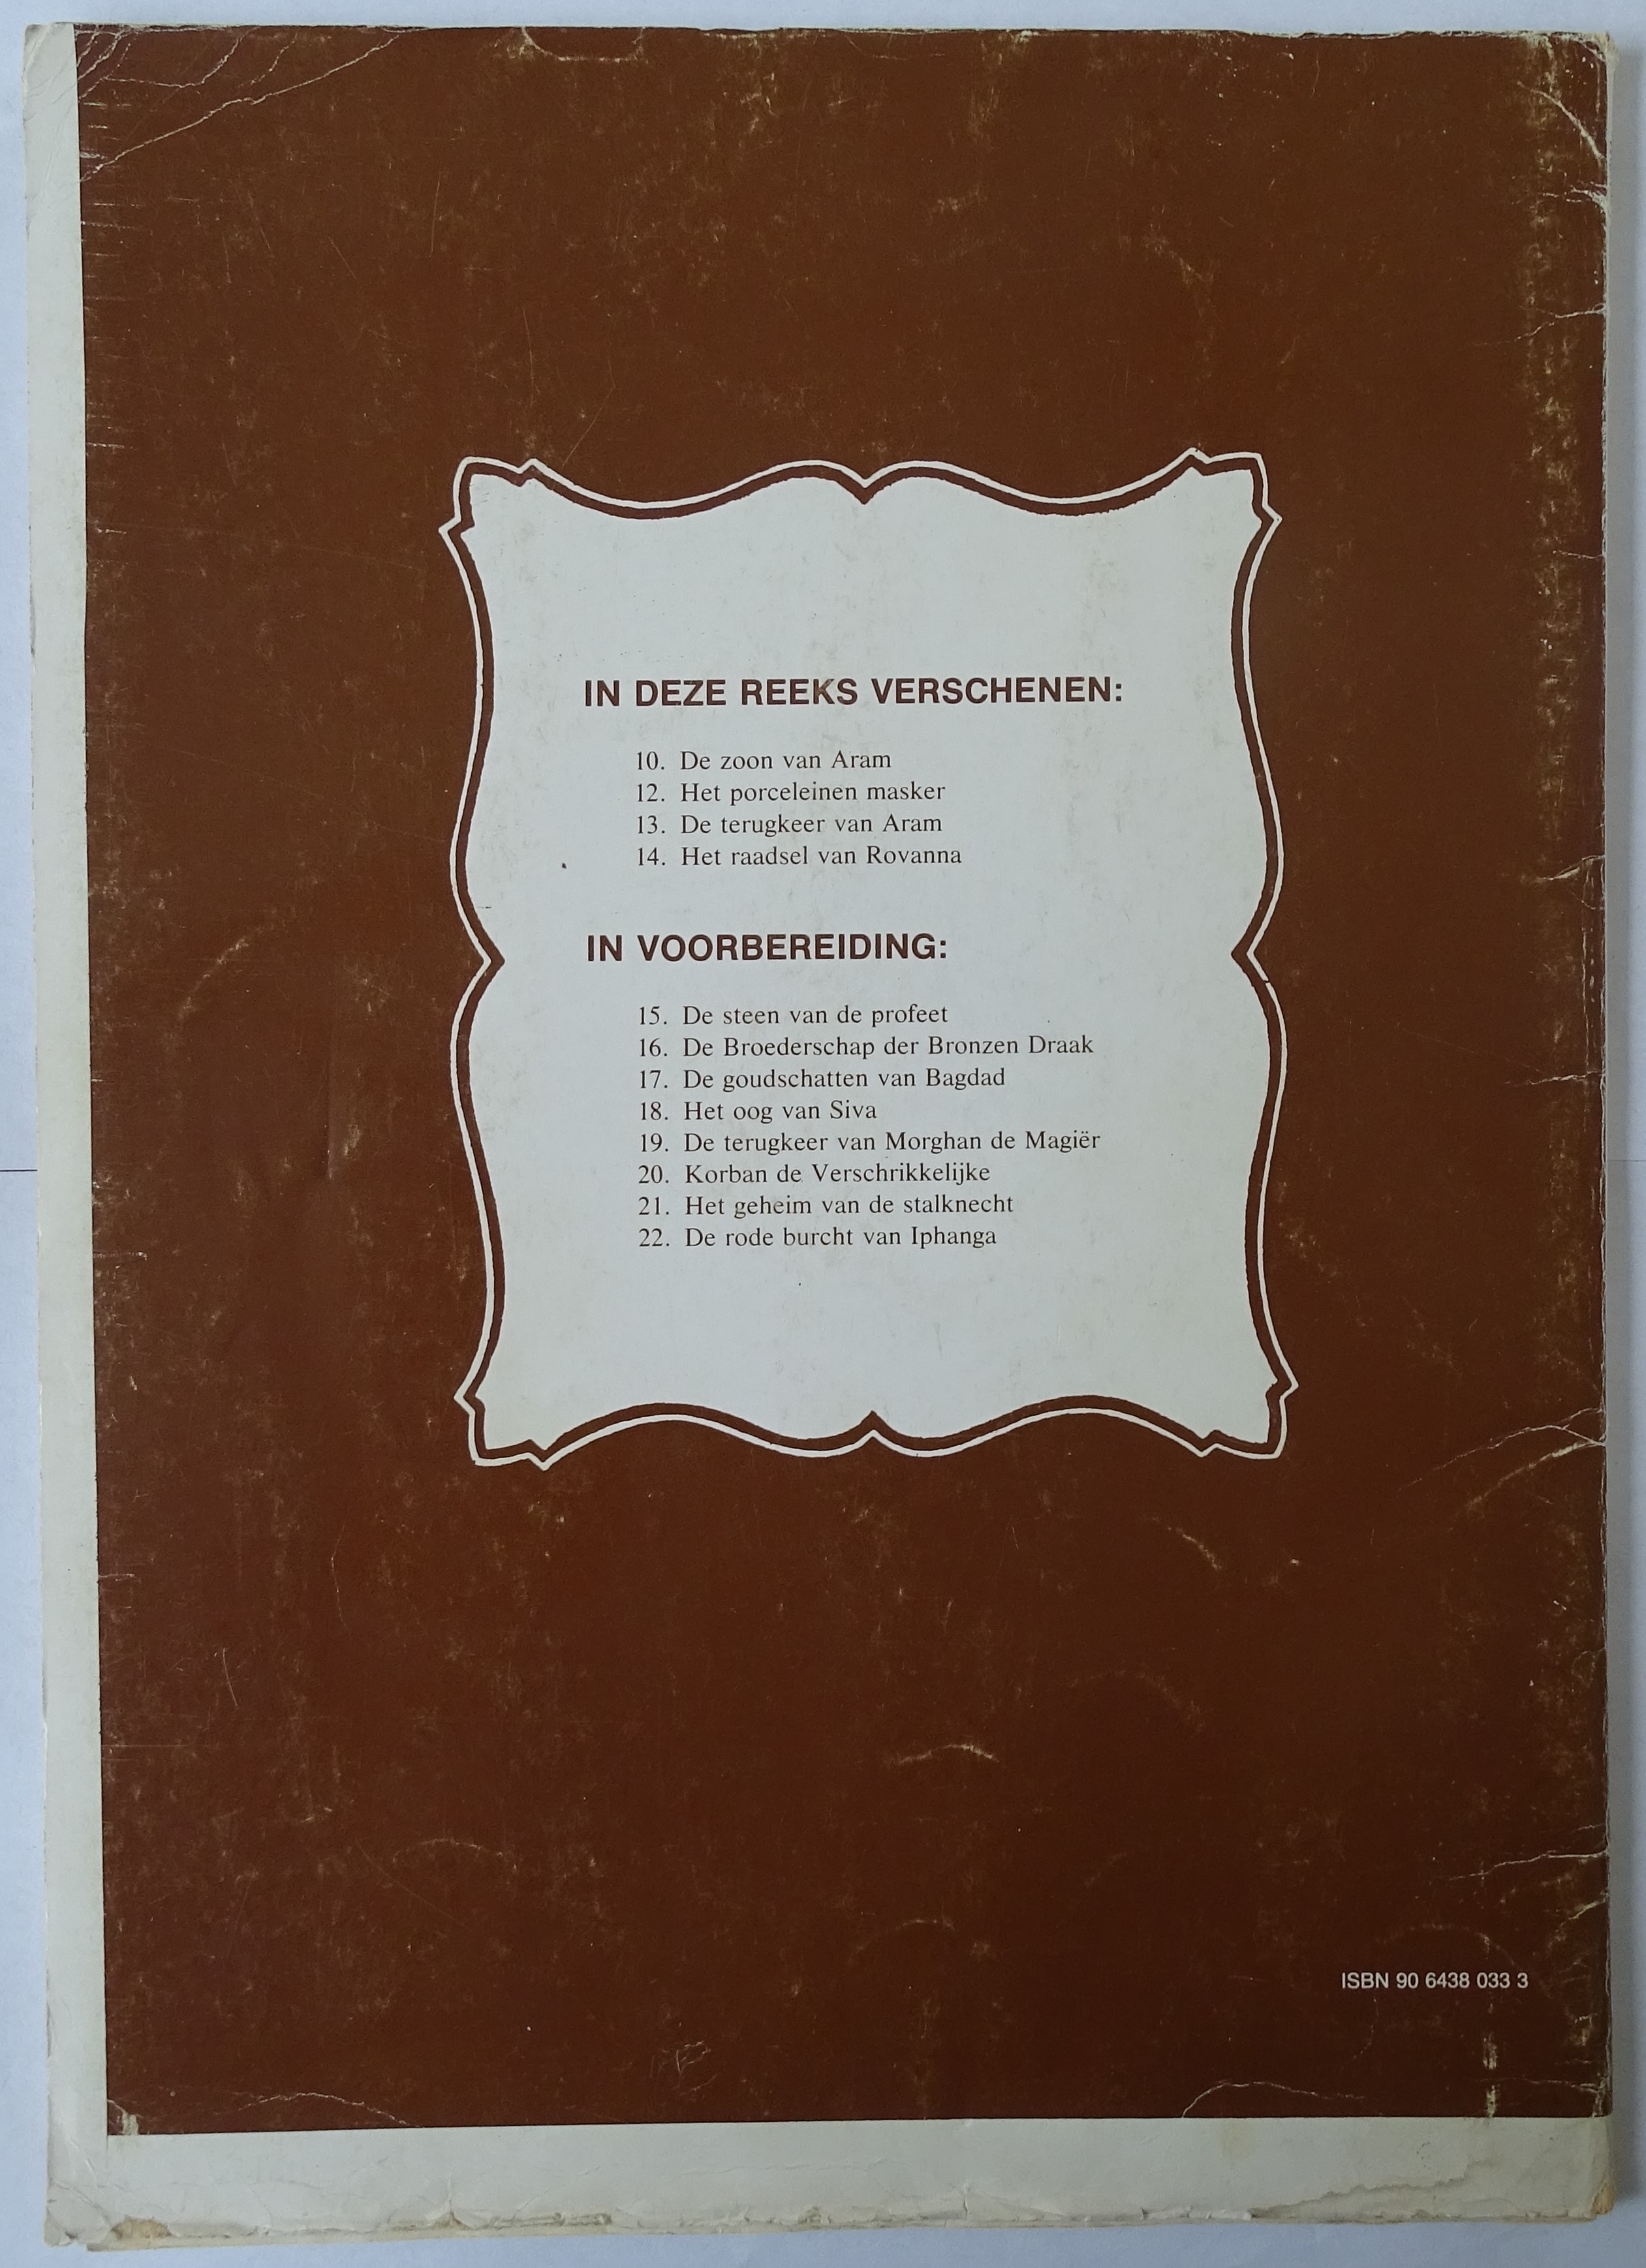 IN DEZE REEKS VERSCHENEN:
10. De zoon van Aram
12. Het porceleinen masker
13. De terugkeer van Aram
14. Het raadsel van Rovanna
IN VOORBEREIDING:
15. De steen van de profeet
16. De Broederschap der Bronzen Draak
17. De goudschatten van Bagdad
18. Het oog van Siva
19. De terugkeer van Morghan de Magiër
20. Korban de Verschrikkelijke
21. Het geheim van de stalknecht
22. De rode burcht van Iphanga
ISBN 90 6438 033 3